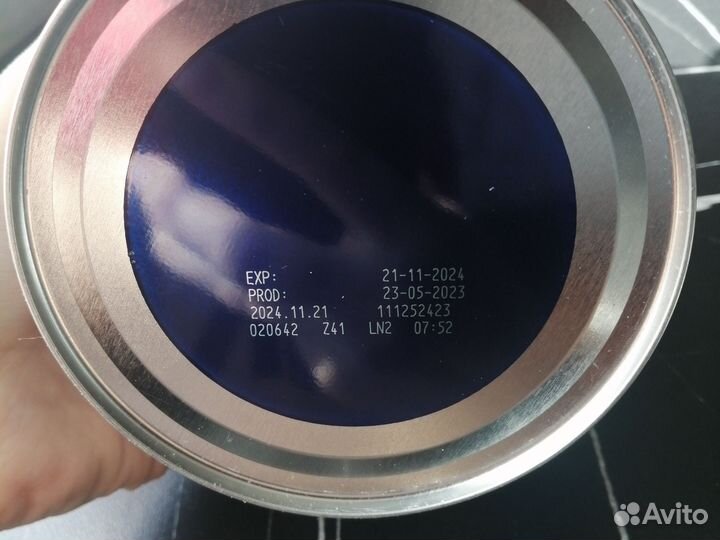 EXP: 21-11-2024
PROD: 23-05-2023
2024.11.21 111252423
020642 Z41 LN2 07:52
Avito